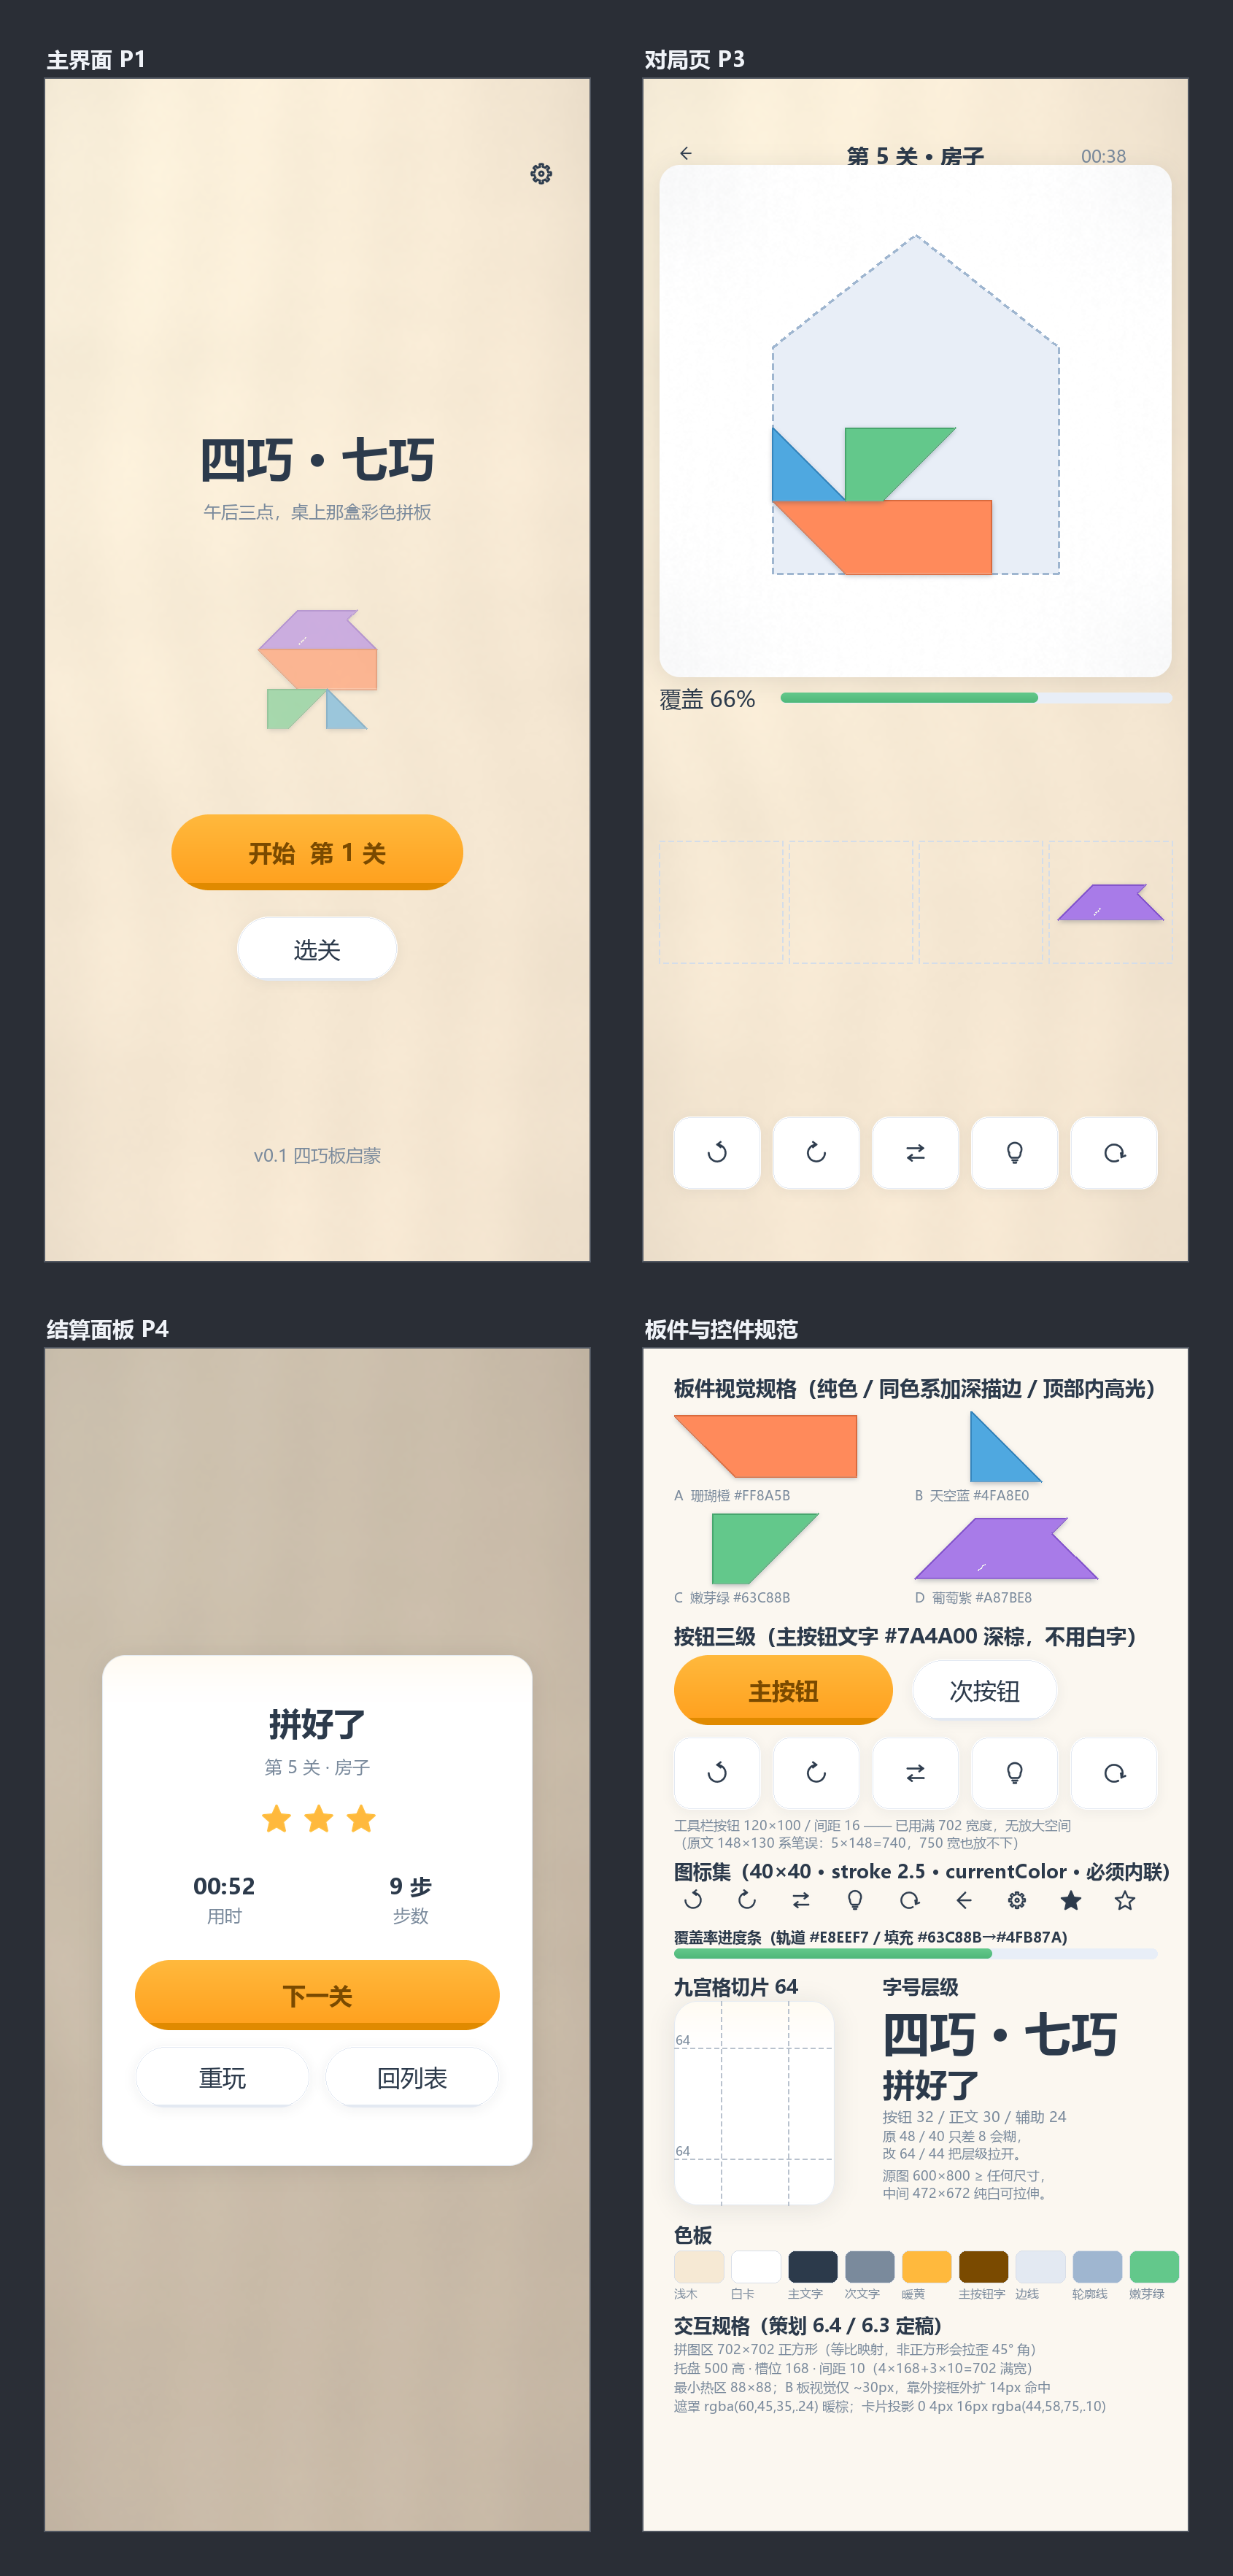 主界面 P1
四巧·七巧
午后三点，桌上那盒彩色拼板
开始 第 1 关
选关
v0.1 四巧板启蒙
对局页 P3
第 5 关·房子
00:38
覆盖 66%
结算面板 P4
拼好了
第 5 关 · 房子
00:52
9 步
用时
步数
下一关
重玩
回列表
板件与控件规范
板件视觉规格（纯色 / 同色系加深描边 / 顶部内高光）
A 珊瑚橙 #FF8A5B
B 天空蓝 #4FA8E0
C 嫩芽绿 #63C88B
D 葡萄紫 #A87BE8
按钮三级（主按钮文字 #7A4A00 深棕，不用白字）
主按钮
次按钮
工具栏按钮 120×100 / 间距 16 —— 已用满 702 宽度，无放大空间
（原文 148×130 系笔误：5×148=740，750 宽也放不下）
图标集（40×40 · stroke 2.5 · currentColor · 必须内联）
覆盖率进度条（轨道 #E8EEF7 / 填充 #63C88B→#4FB87A）
九宫格切片 64
64
64
字号层级
四巧·七巧
拼好了
按钮 32 / 正文 30 / 辅助 24
原 48 / 40 只差 8 会糊，
改 64 / 44 把层级拉开。
源图 600×800 ≥ 任何尺寸，
中间 472×672 纯白可拉伸。
色板
浅木
白卡
主文字
次文字
暖黄
主按钮字
边线
轮廓线
嫩芽绿
交互规格（策划 6.4 / 6.3 定稿）
拼图区 702×702 正方形（等比映射，非正方形会拉歪 45° 角）
托盘 500 高 · 槽位 168 · 间距 10（4×168+3×10=702 满宽）
最小热区 88×88；B 板视觉仅 ~30px，靠外接框外扩 14px 命中
遮罩 rgba(60,45,35,.24) 暖棕；卡片投影 0 4px 16px rgba(44,58,75,.10)